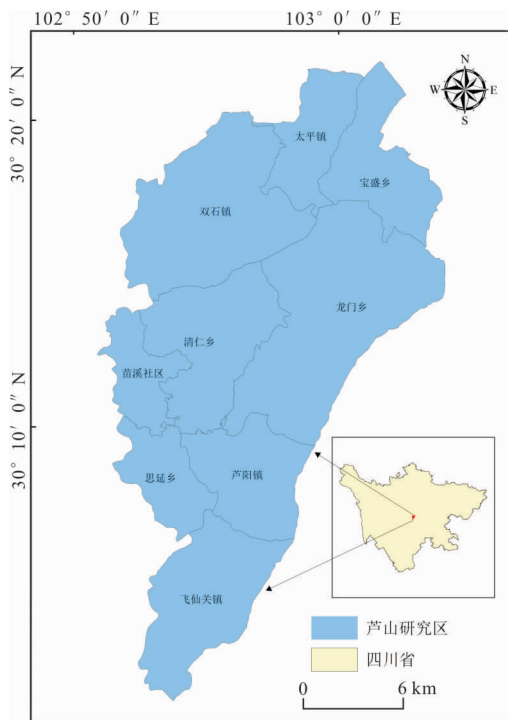 102° 50′ 0″ E
103° 0′ 0″ E
30° 20′ 0″ N
N
W
E
S
太平镇
宝盛乡
双石镇
龙门乡
清仁乡
苗溪社区
30° 10′ 0″ N
思延乡
芦阳镇
飞仙关镇
芦山研究区
四川省
0
6 km